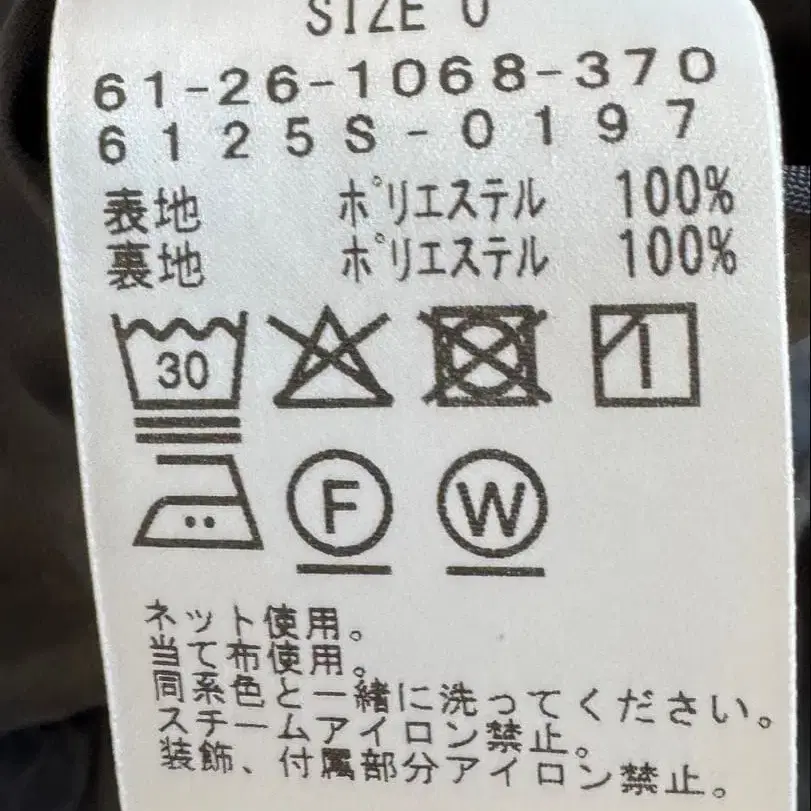 SIZE 0
61-26-1068-370
6125S-0197
表地 ポリエステル 100%
裏地 ポリエステル 100%
30
F W
ネット使用。
当て布使用。
同系色と一緒に洗ってください。
スチームアイロン禁止。
装飾、付属部分アイロン禁止。